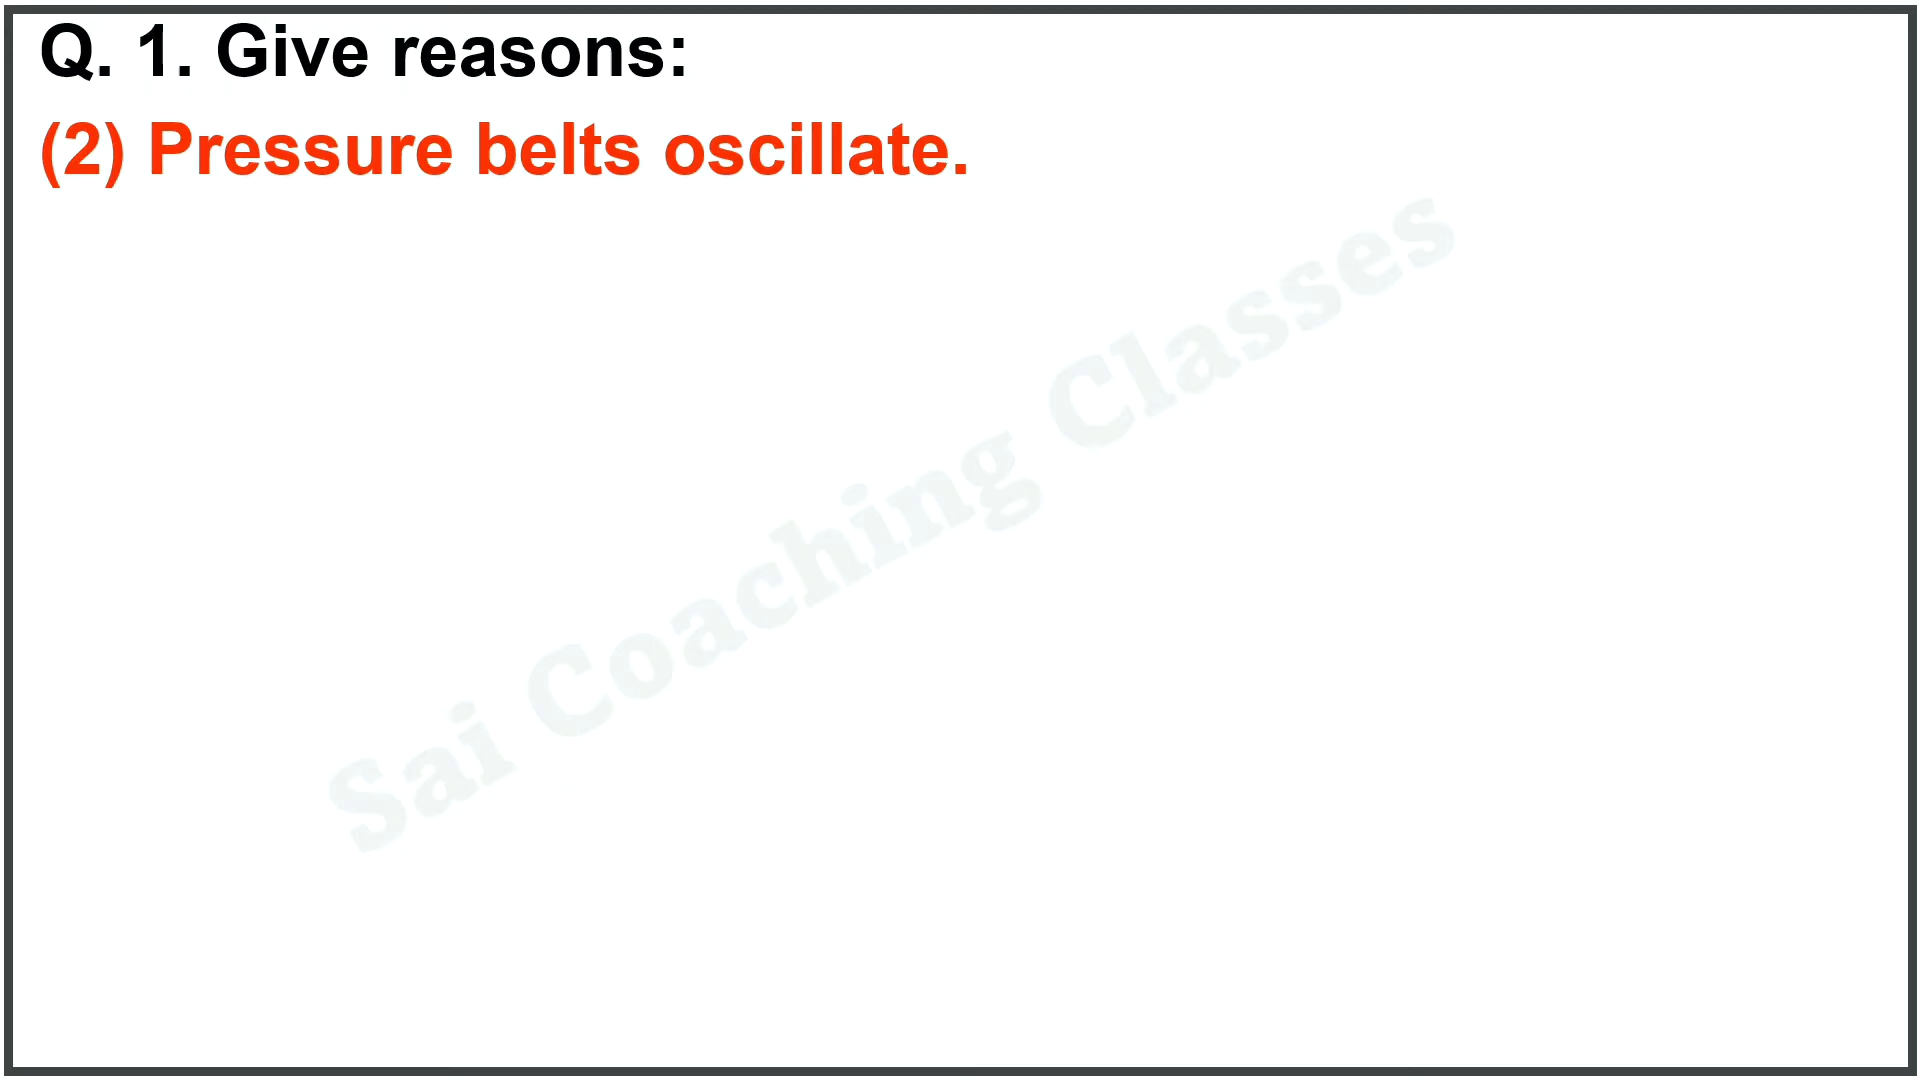 Q. 1. Give reasons:
(2) Pressure belts oscillate.
Sai Coaching Classes